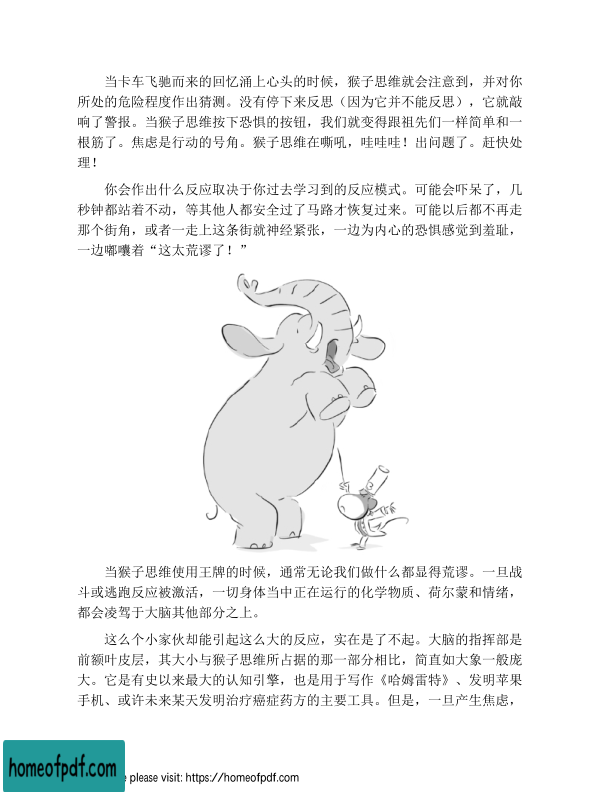 当卡车飞驰而来的回忆涌上心头的时候，猴子思维就会注意到，并对你
所处的危险程度作出猜测。没有停下来反思（因为它并不能反思），它就敲
响了警报。当猴子思维按下恐惧的按钮，我们就变得跟祖先们一样简单和一
根筋了。焦虑是行动的号角。猴子思维在嘶吼，哇哇哇！出问题了。赶快处
理！
你会作出什么反应取决于你过去学习到的反应模式。可能会吓呆了，几
秒钟都站着不动，等其他人都安全过了马路才恢复过来。可能以后都不再走
那个街角，或者一走上这条街就神经紧张，一边为内心的恐惧感觉到羞耻，
一边嘟囔着“这太荒谬了！”
当猴子思维使用王牌的时候，通常无论我们做什么都显得荒谬。一旦战
斗或逃跑反应被激活，一切身体当中正在运行的化学物质、荷尔蒙和情绪，
都会凌驾于大脑其他部分之上。
这么个小家伙却能引起这么大的反应，实在是了不起。大脑的指挥部是
前额叶皮层，其大小与猴子思维所占据的那一部分相比，简直如大象一般庞
大。它是有史以来最大的认知引擎，也是用于写作《哈姆雷特》、发明苹果
手机、或许未来某天发明治疗癌症药方的主要工具。但是，一旦产生焦虑，
homeofpdf.com
e please visit: https://homeofpdf.com